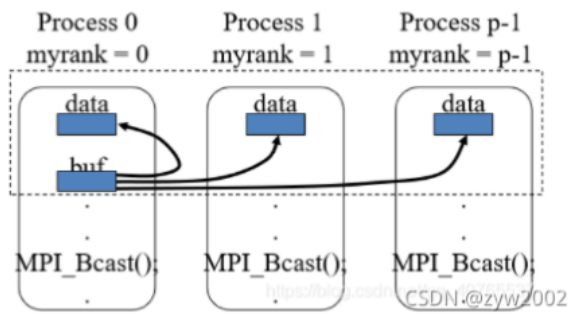 Process 0 Process 1 Process p-1
myrank = 0 myrank = 1 myrank = p-1
data data data
buf
MPI_Bcast(); MPI_Bcast(); MPI_Bcast();
CSDN @zyw2002